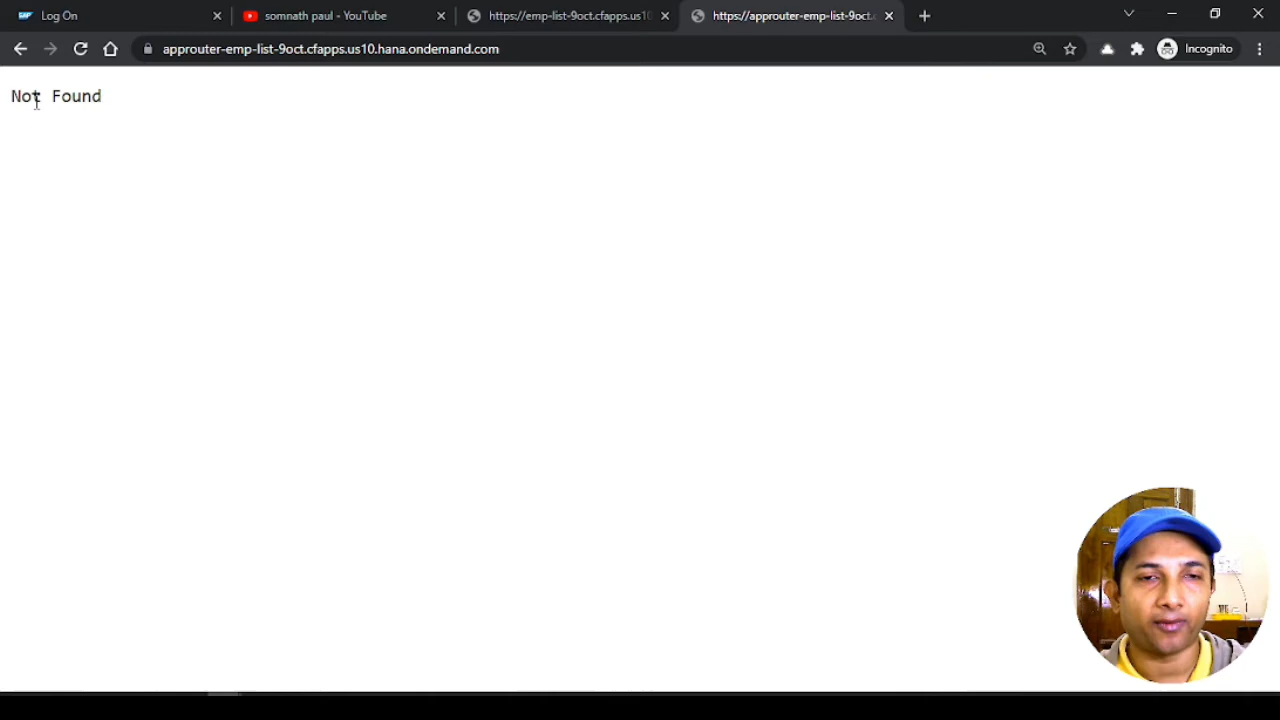 SAP Log On
somnath paul - YouTube
https://emp-list-9oct.cfapps.us10
https://approuter-emp-list-9oct.
approuter-emp-list-9oct.cfapps.us10.hana.ondemand.com
Incognito
Not Found